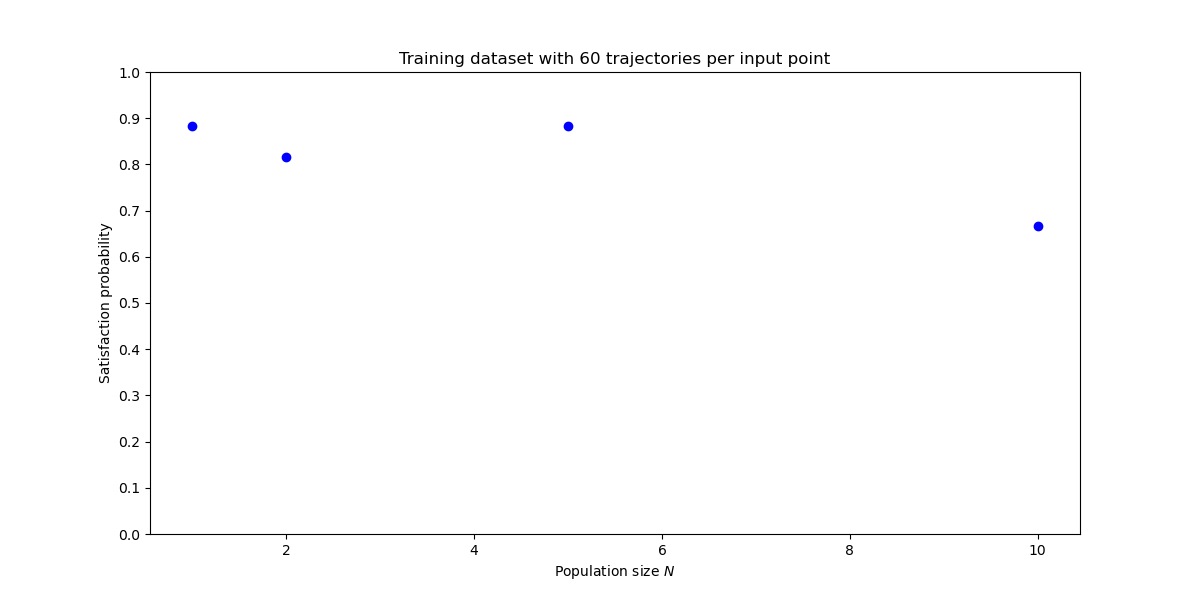 Training dataset with 60 trajectories per input point
1.0
0.9
0.8
0.7
0.6
0.5
0.4
0.3
0.2
0.1
0.0
Satisfaction probability
2 4 6 8 10
Population size N